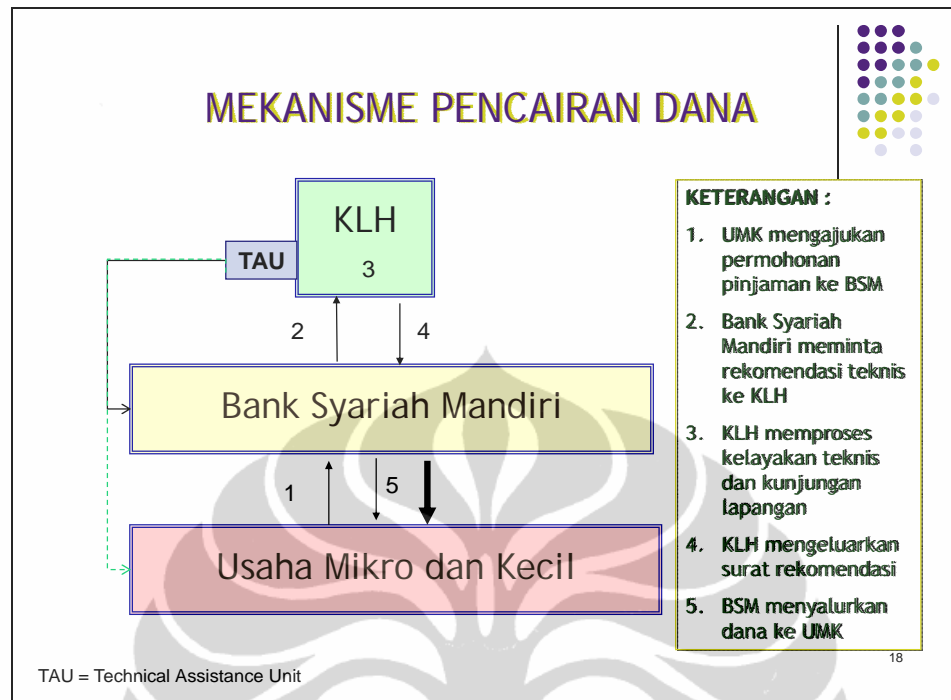 MEKANISME PENCAIRAN DANA
KLH
TAU
3
2
4
Bank Syariah Mandiri
1
5
Usaha Mikro dan Kecil
TAU = Technical Assistance Unit
KETERANGAN :
1. UMK mengajukan
permohonan
pinjaman ke BSM
2. Bank Syariah
Mandiri meminta
rekomendasi teknis
ke KLH
3. KLH memproses
kelayakan teknis
dan kunjungan
lapangan
4. KLH mengeluarkan
surat rekomendasi
5. BSM menyalurkan
dana ke UMK
18